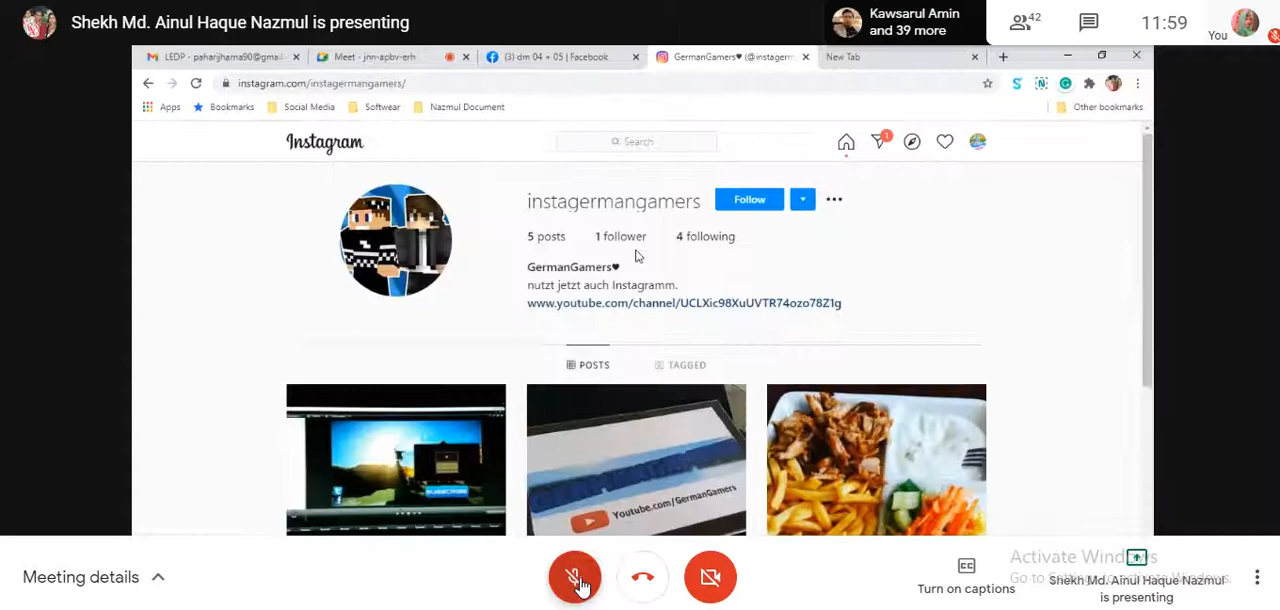 Shekh Md. Ainul Haque Nazmul is presenting
Kawsarul Amin
and 39 more
42
11:59
You
LEDP - paharijharna90@gmail
Meet - jnn-apbv-erh
(3) dm 04 + 05 | Facebook
GermanGamers♥ (@instagerm
New Tab
instagram.com/instagermangamers/
Apps
Bookmarks
Social Media
Softwear
Nazmul Document
Other bookmarks
Instagram
Search
1
instagermangamers
Follow
5 posts
1 follower
4 following
GermanGamers♥
nutzt jetzt auch Instagramm.
www.youtube.com/channel/UCLXic98XuUVTR74ozo78Z1g
POSTS
TAGGED
Youtube.com/GermanGamers
Meeting details
CC
Turn on captions
Activate Windows
Shekh Md. Ainul Haque Nazmul
is presenting